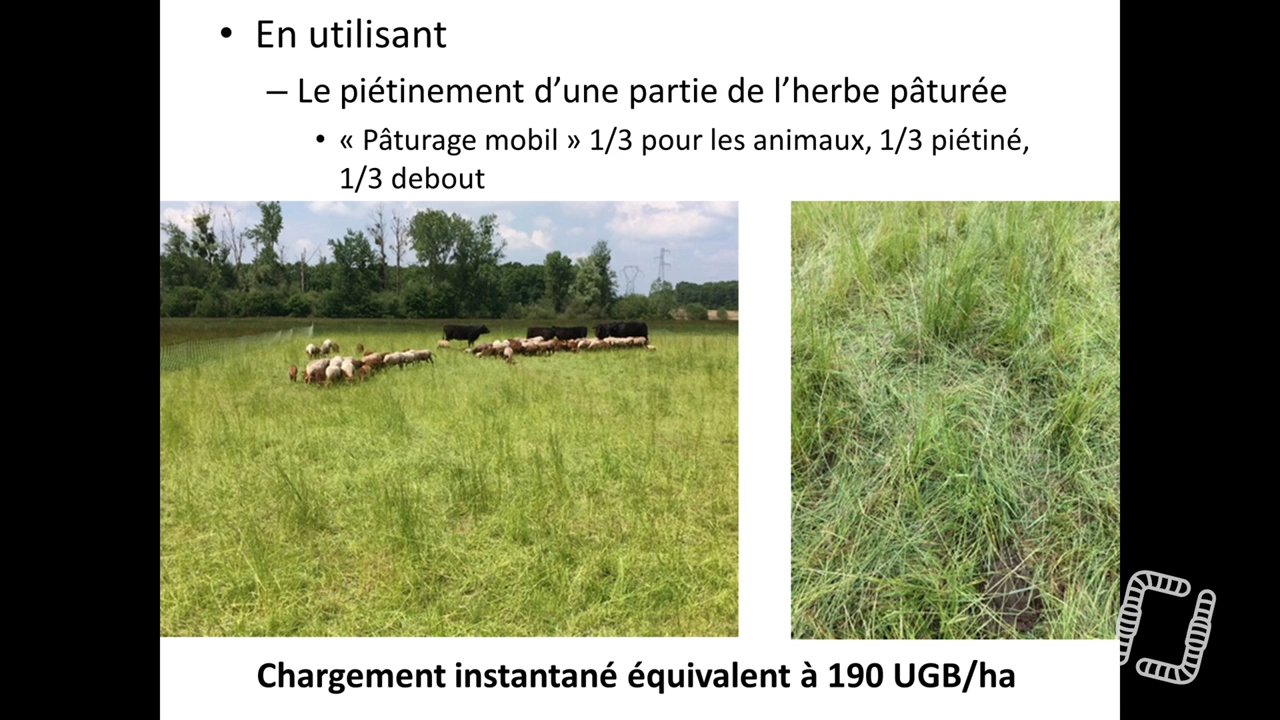 • En utilisant
– Le piétinement d’une partie de l’herbe pâturée
• « Pâturage mobil » 1/3 pour les animaux, 1/3 piétiné,
1/3 debout
Chargement instantané équivalent à 190 UGB/ha